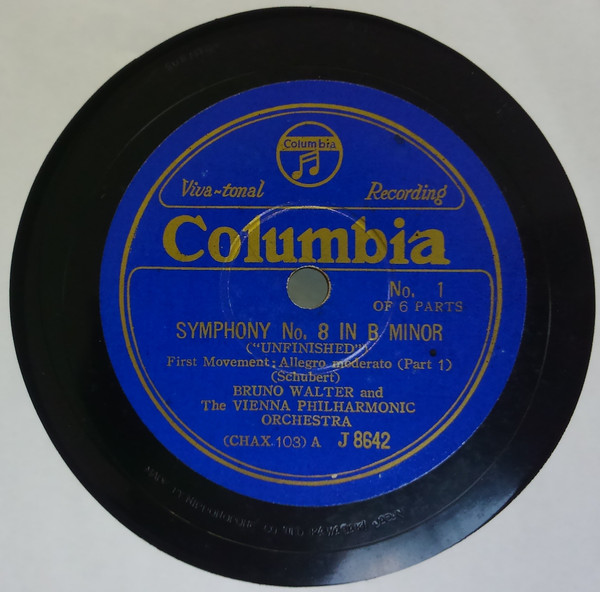 Columbia
Viva-tonal Recording
Columbia
No. 1
OF 6 PARTS
SYMPHONY No. 8 IN B MINOR
("UNFINISHED")
First Movement: Allegro moderato (Part 1)
(Schubert)
BRUNO WALTER and
The VIENNA PHILHARMONIC
ORCHESTRA
(CHAX.103) A J 8642